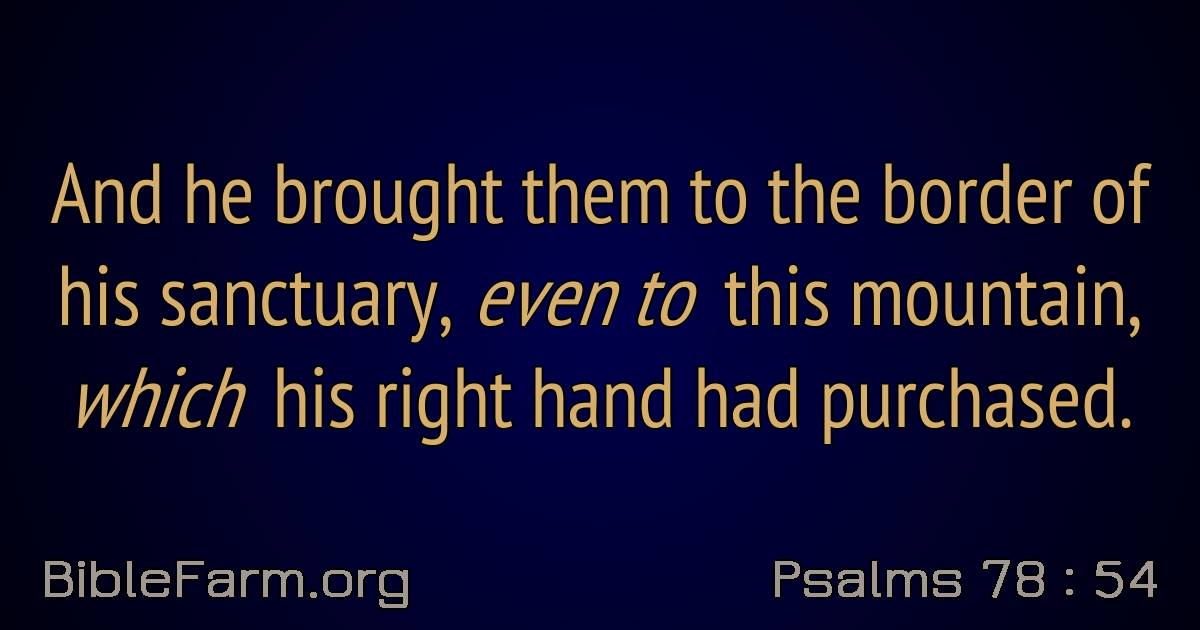 And he brought them to the border of
his sanctuary, even to this mountain,
which his right hand had purchased.
BibleFarm.org
Psalms 78 : 54